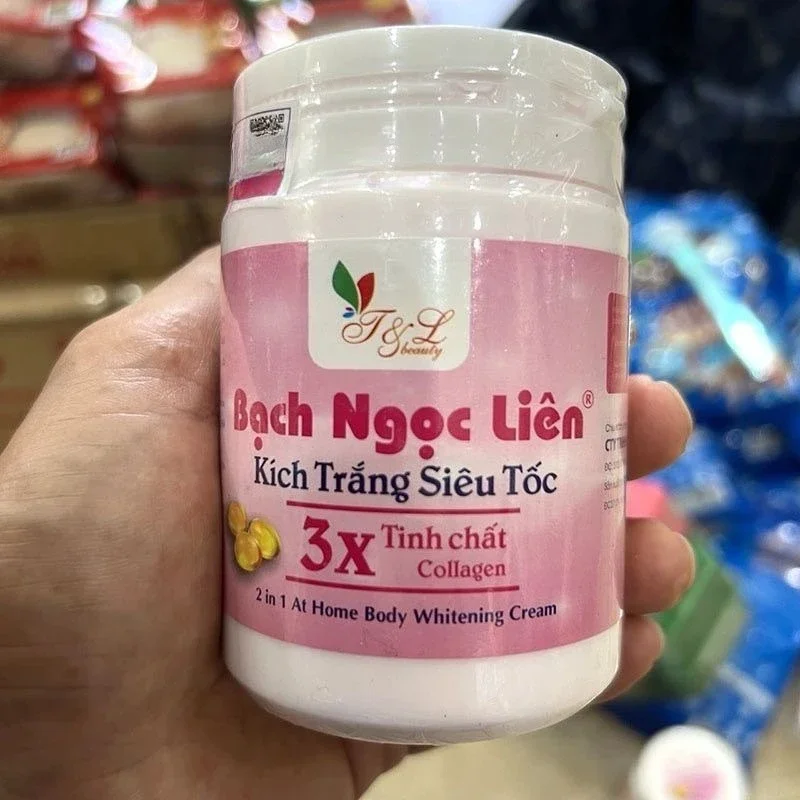 T & L
beauty
Bạch Ngọc Liên®
Kích Trắng Siêu Tốc
3X Tinh chất
Collagen
2 in 1 At Home Body Whitening Cream